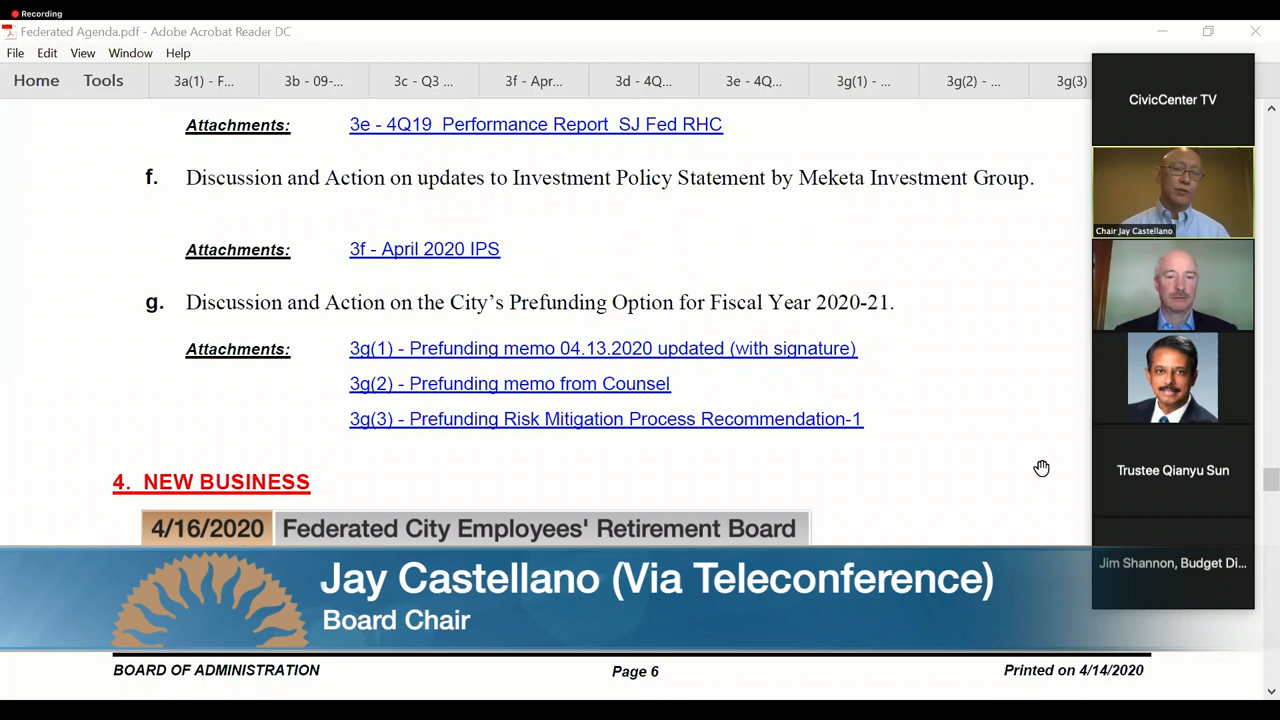 Recording
Federated Agenda.pdf - Adobe Acrobat Reader DC
File Edit View Window Help
Home Tools 3a(1) - F... 3b - 09-... 3c - Q3 ... 3f - Apr... 3d - 4Q... 3e - 4Q... 3g(1) - ... 3g(2) - ... 3g(3)
Attachments: 3e - 4Q19 Performance Report SJ Fed RHC
f. Discussion and Action on updates to Investment Policy Statement by Meketa Investment Group.
Attachments: 3f - April 2020 IPS
g. Discussion and Action on the City’s Prefunding Option for Fiscal Year 2020-21.
Attachments: 3g(1) - Prefunding memo 04.13.2020 updated (with signature)
3g(2) - Prefunding memo from Counsel
3g(3) - Prefunding Risk Mitigation Process Recommendation-1
4. NEW BUSINESS
4/16/2020 Federated City Employees' Retirement Board
Jay Castellano (Via Teleconference)
Board Chair
BOARD OF ADMINISTRATION Page 6 Printed on 4/14/2020
CivicCenter TV
Chair Jay Castellano
Trustee Qianyu Sun
Jim Shannon, Budget Di...